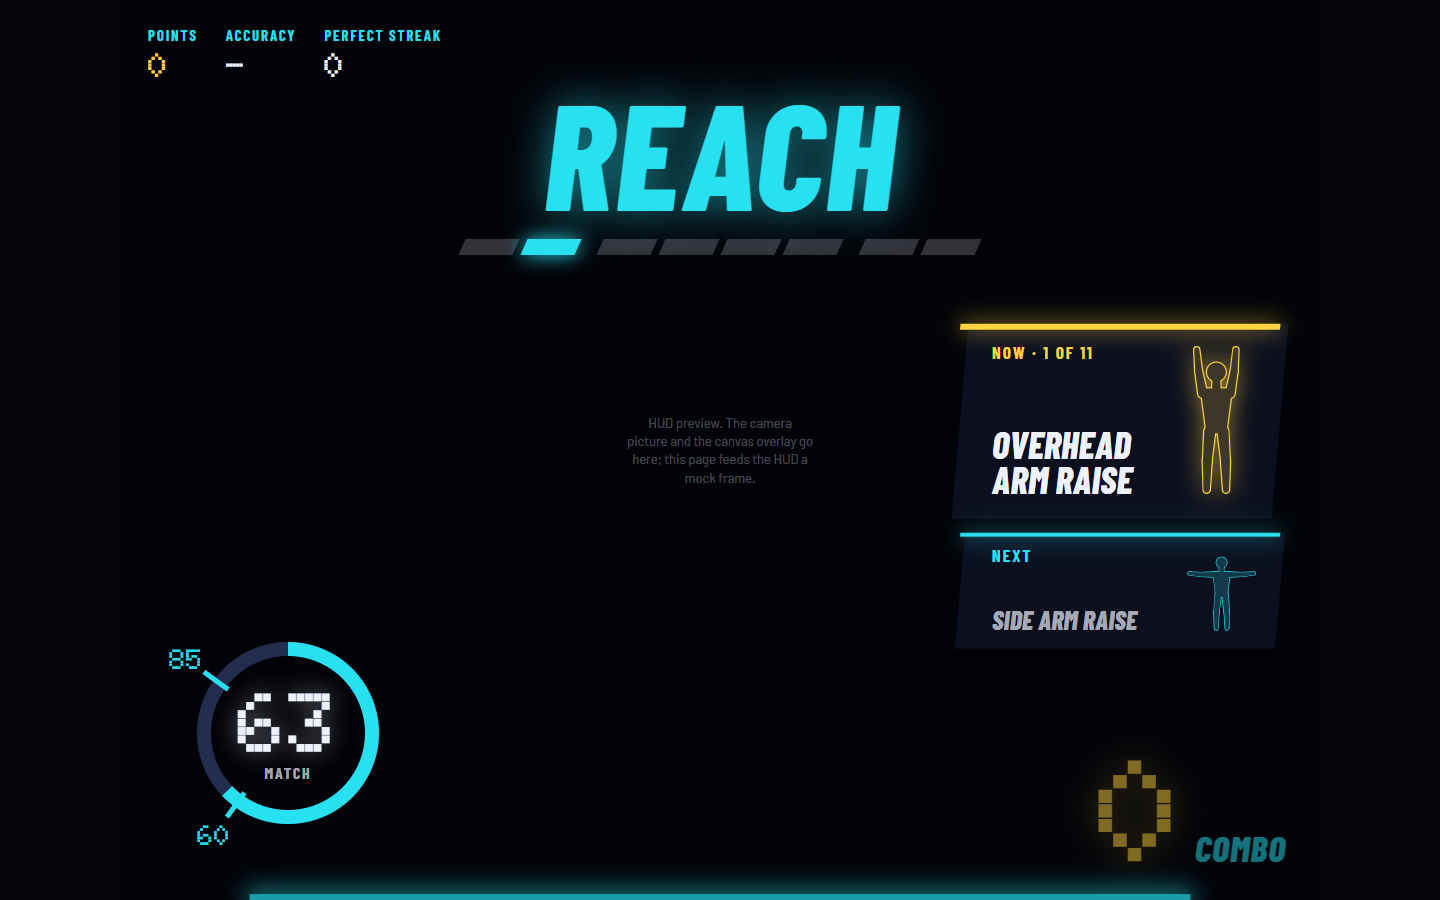 POINTS ACCURACY PERFECT STREAK
0 — 0
REACH
NOW · 1 OF 11
OVERHEAD
ARM RAISE
HUD preview. The camera
picture and the canvas overlay go
here; this page feeds the HUD a
mock frame.
NEXT
SIDE ARM RAISE
85
63
MATCH
60
0 COMBO